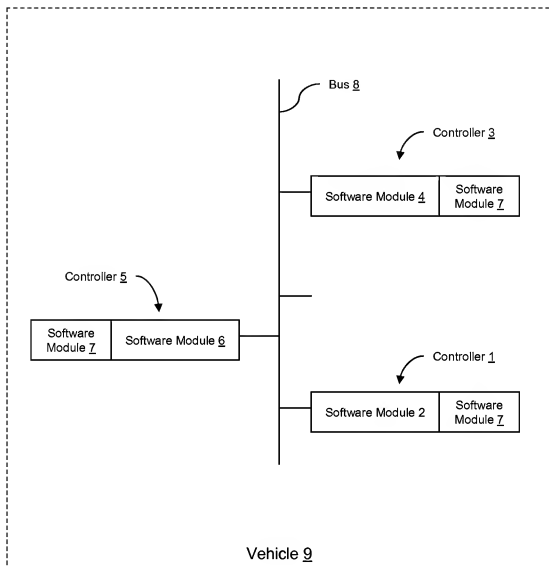 Bus 8
Controller 3
Software Module 4
Software
Module 7
Controller 5
Software
Module 7
Software Module 6
Controller 1
Software Module 2
Software
Module 7
Vehicle 9